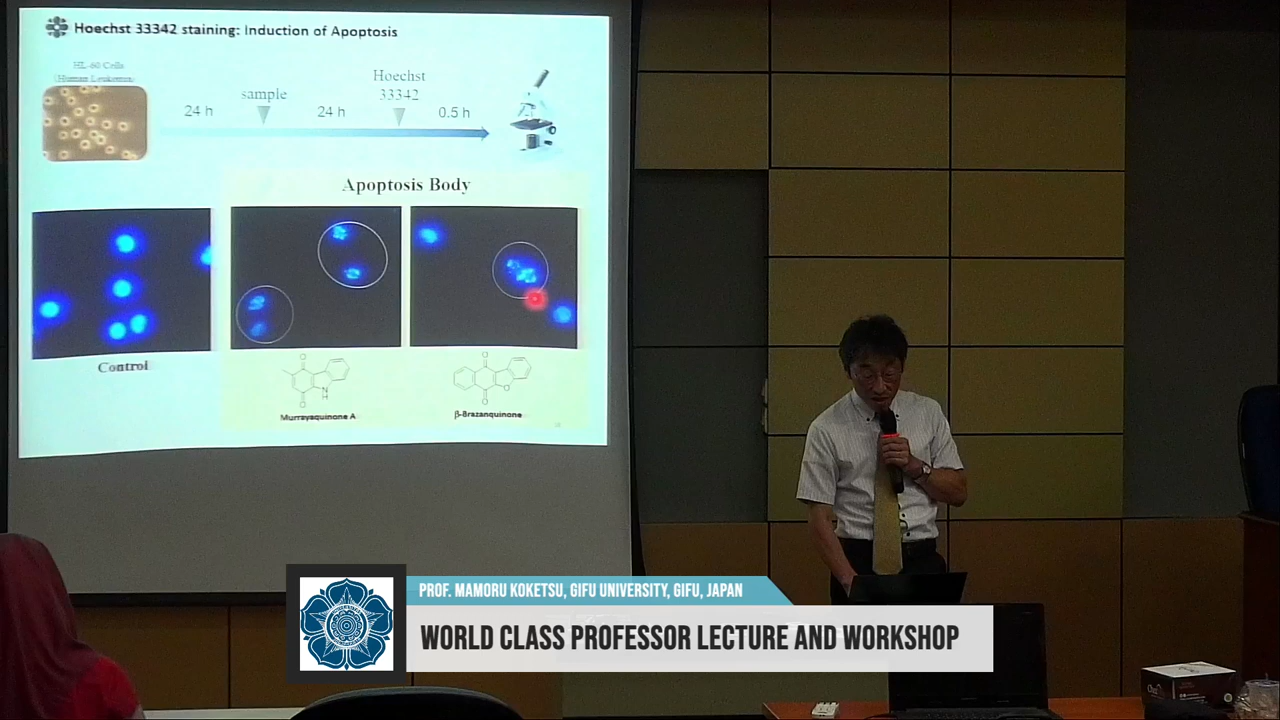 Hoechst 33342 staining: Induction of Apoptosis
HL-60 Cells
(Human Leukemia)
24 h
sample
24 h
Hoechst
33342
0.5 h
Apoptosis Body
Control
O
O
N
H
Murrayaquinone A
O
O
O
β-Brazanquinone
PROF. MAMORU KOKETSU, GIFU UNIVERSITY, GIFU, JAPAN
WORLD CLASS PROFESSOR LECTURE AND WORKSHOP